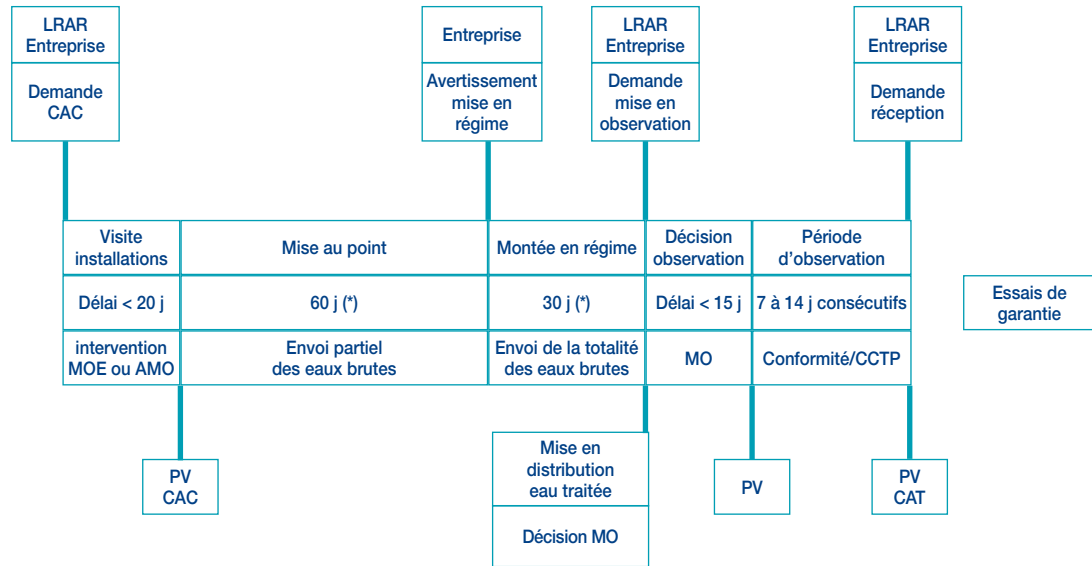 LRAR
Entreprise
Demande
CAC
Entreprise
Avertissement
mise en
régime
LRAR
Entreprise
Demande
mise en
observation
LRAR
Entreprise
Demande
réception
Visite
installations
Mise au point
Montée en régime
Décision
observation
Période
d'observation
Délai < 20 j
60 j (*)
30 j (*)
Délai < 15 j
7 à 14 j consécutifs
Essais de
garantie
intervention
MOE ou AMO
Envoi partiel
des eaux brutes
Envoi de la totalité
des eaux brutes
MO
Conformité/CCTP
PV
CAC
Mise en
distribution
eau traitée
Décision MO
PV
PV
CAT